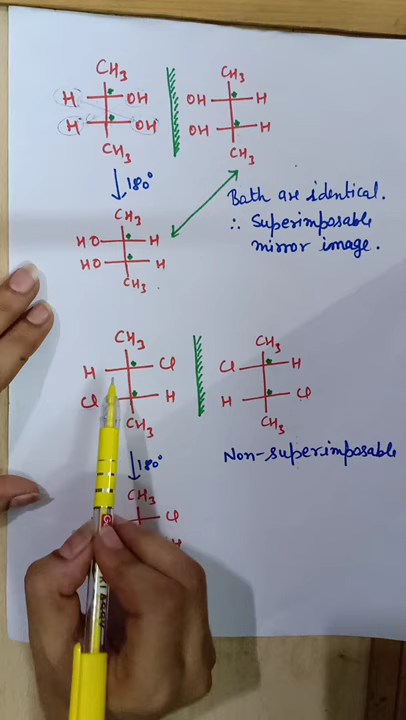 CH3 CH3
H OH OH H
H OH OH H
CH3 CH3
180°
Bath are identical.
∴ Superimposable
mirror image.
CH3
HO H
HO H
CH3
CH3 CH3
H Cl Cl H
Cl H H Cl
CH3 CH3
180°
Non-superimposable
CH3
Cl
H